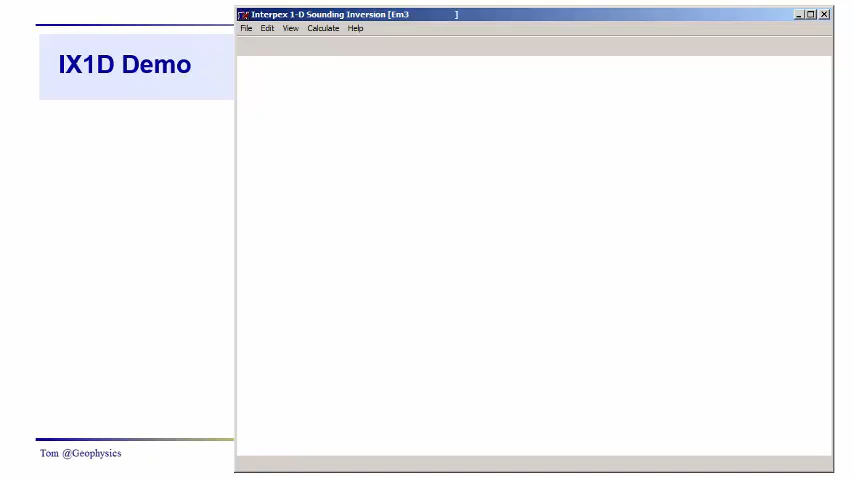 IX1D Demo
Interpex 1-D Sounding Inversion [Em3 ]
File Edit View Calculate Help
Tom @Geophysics